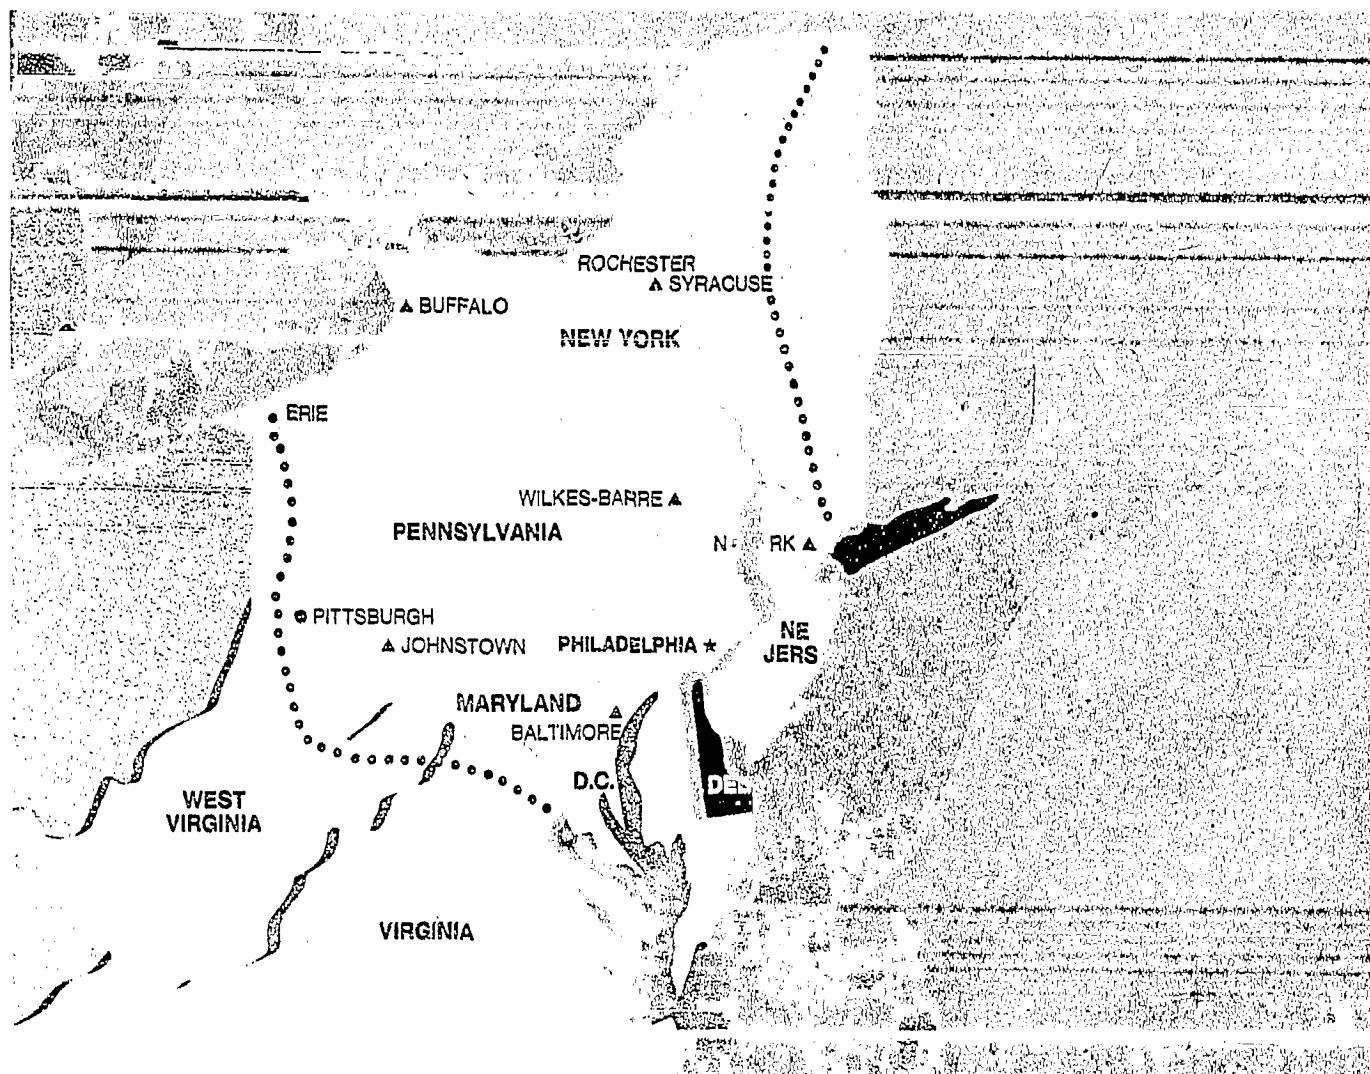 ROCHESTER
SYRACUSE
BUFFALO
NEW YORK
ERIE
WILKES-BARRE
PENNSYLVANIA
N RK
PITTSBURGH
JOHNSTOWN
PHILADELPHIA
NE
JERS
MARYLAND
BALTIMORE
D.C.
DEL
WEST
VIRGINIA
VIRGINIA